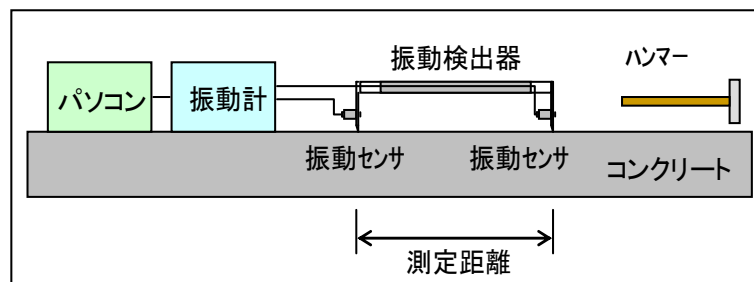 振動検出器
ハンマー
パソコン
振動計
振動センサ
振動センサ
コンクリート
測定距離